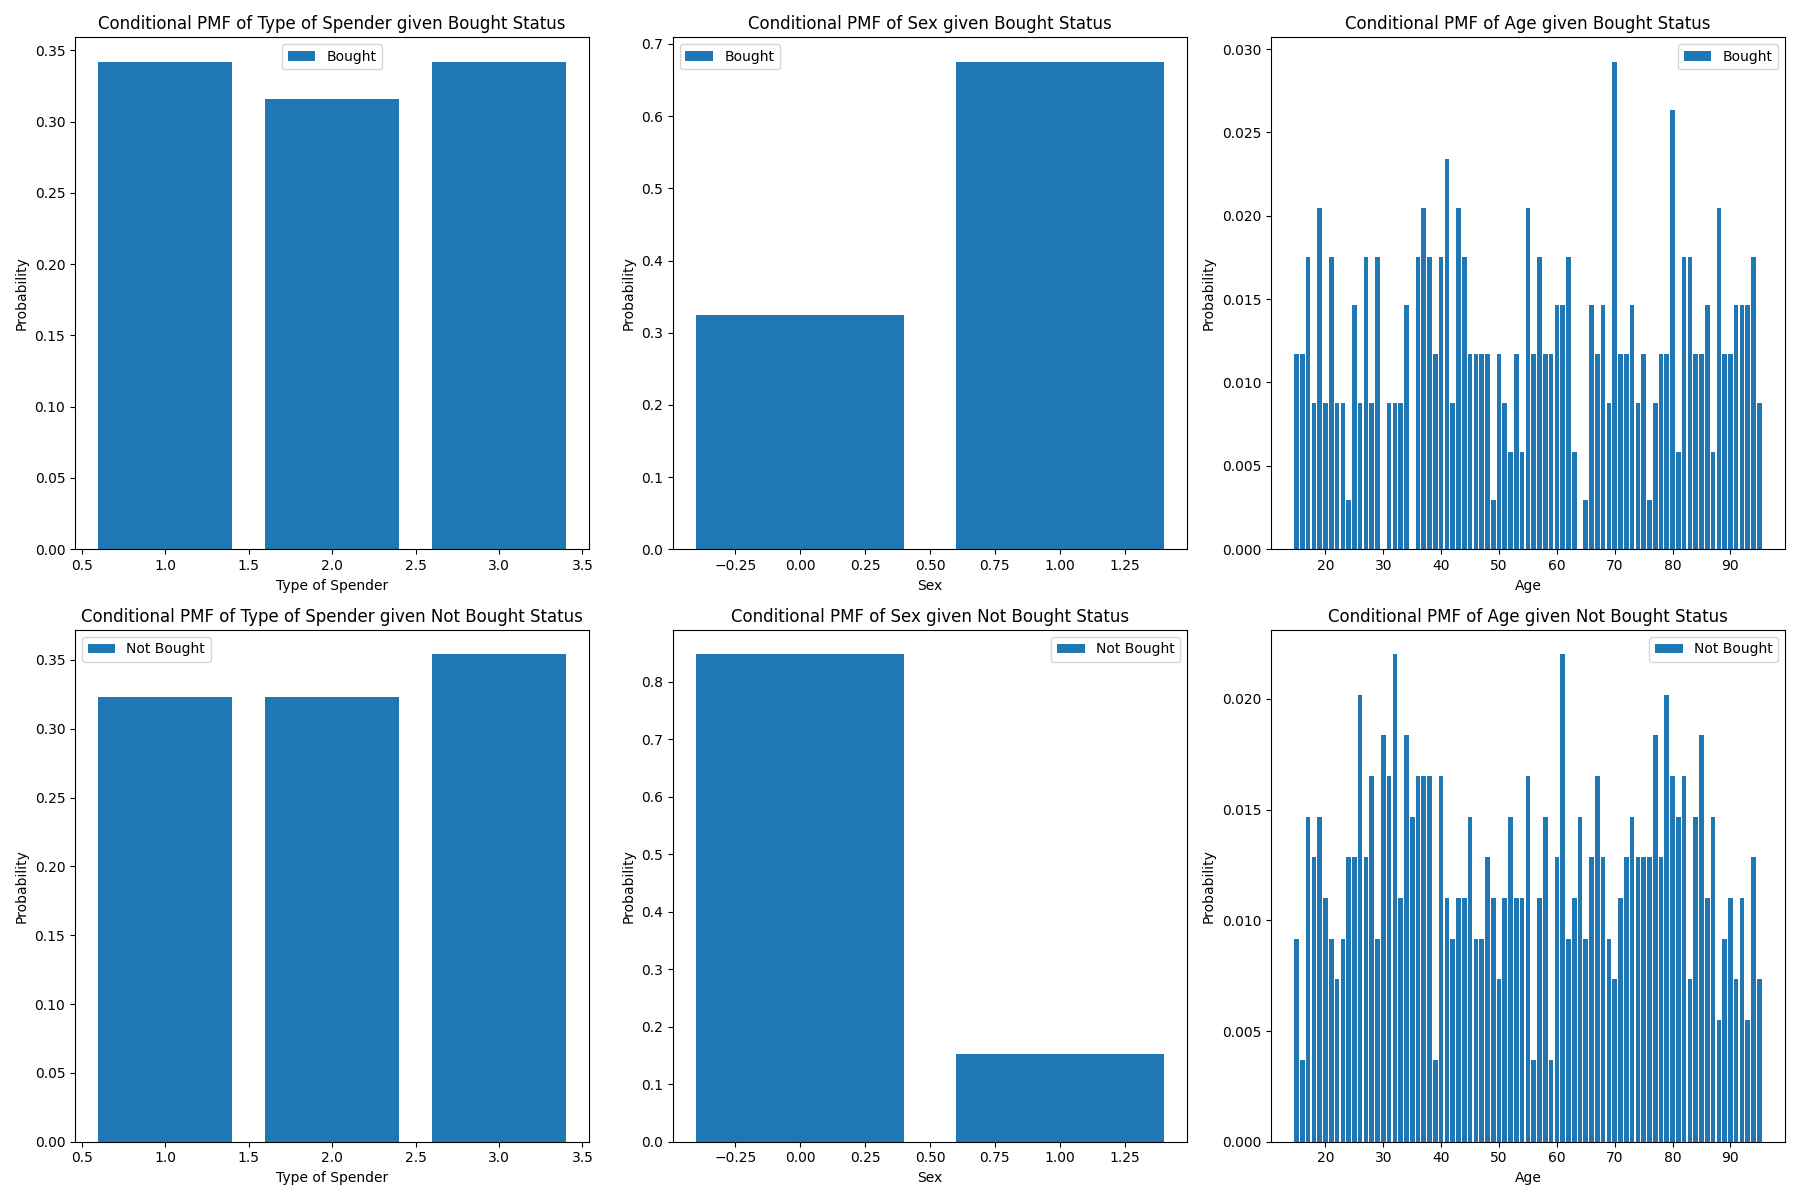 Conditional PMF of Type of Spender given Bought Status
Probability
0.35
0.30
0.25
0.20
0.15
0.10
0.05
0.00
Bought
0.5 1.0 1.5 2.0 2.5 3.0 3.5
Type of Spender
Conditional PMF of Sex given Bought Status
Probability
0.7
0.6
0.5
0.4
0.3
0.2
0.1
0.0
Bought
−0.25 0.00 0.25 0.50 0.75 1.00 1.25
Sex
Conditional PMF of Age given Bought Status
Probability
0.030
0.025
0.020
0.015
0.010
0.005
0.000
Bought
20 30 40 50 60 70 80 90
Age
Conditional PMF of Type of Spender given Not Bought Status
Probability
0.35
0.30
0.25
0.20
0.15
0.10
0.05
0.00
Not Bought
0.5 1.0 1.5 2.0 2.5 3.0 3.5
Type of Spender
Conditional PMF of Sex given Not Bought Status
Probability
0.8
0.7
0.6
0.5
0.4
0.3
0.2
0.1
0.0
Not Bought
−0.25 0.00 0.25 0.50 0.75 1.00 1.25
Sex
Conditional PMF of Age given Not Bought Status
Probability
0.020
0.015
0.010
0.005
0.000
Not Bought
20 30 40 50 60 70 80 90
Age